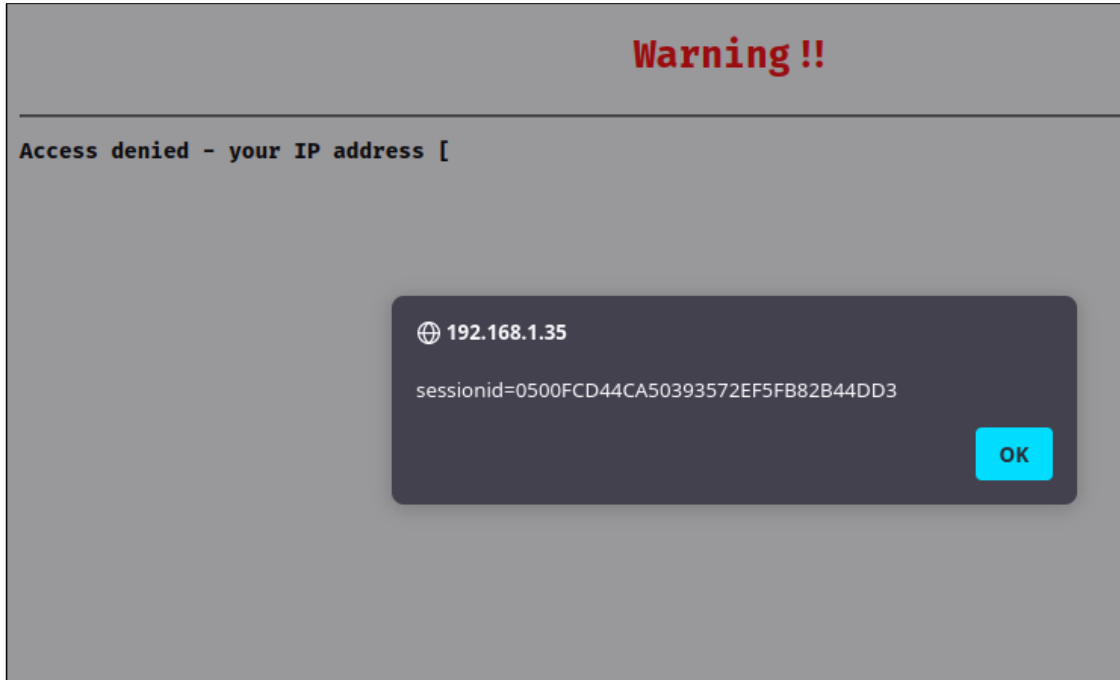 Warning !!
Access denied - your IP address [
192.168.1.35
sessionid=0500FCD44CA50393572EF5FB82B44DD3
OK